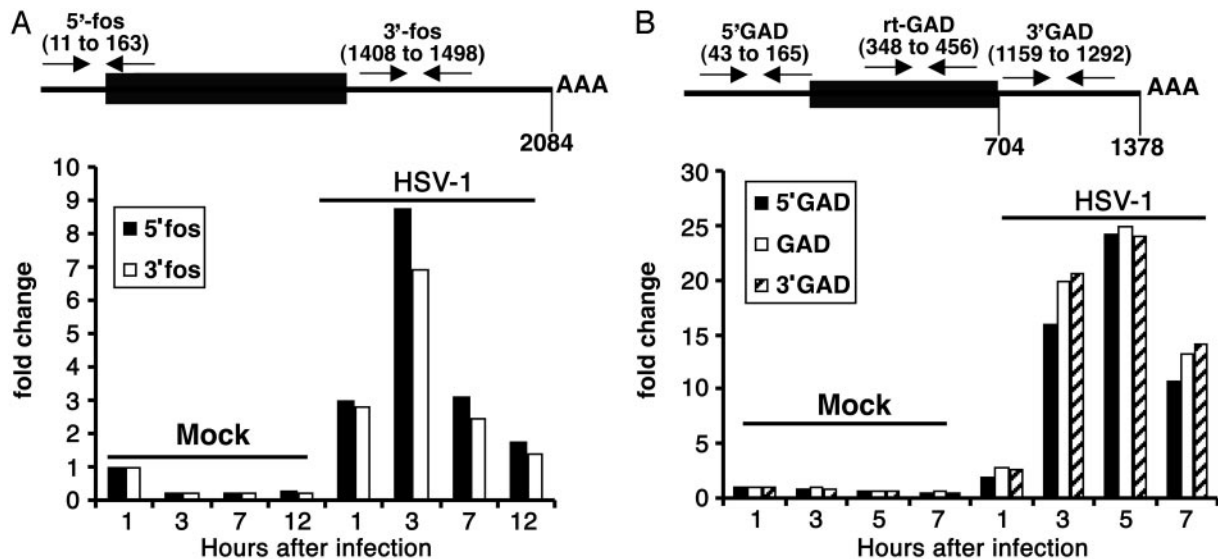 A
5'-fos
(11 to 163)
3'-fos
(1408 to 1498)
AAA
2084
10
9
8
7
6
5
4
3
2
1
0
fold change
5'fos
3'fos
Mock
HSV-1
1 3 7 12 1 3 7 12
Hours after infection
B
5'GAD
(43 to 165)
rt-GAD
(348 to 456)
3'GAD
(1159 to 1292)
AAA
704
1378
30
25
20
15
10
5
0
fold change
5'GAD
GAD
3'GAD
Mock
HSV-1
1 3 5 7 1 3 5 7
Hours after infection